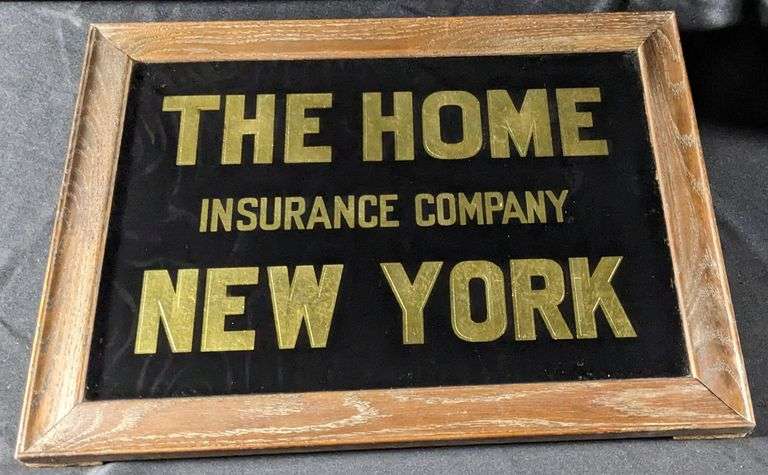 THE HOME
INSURANCE COMPANY
NEW YORK